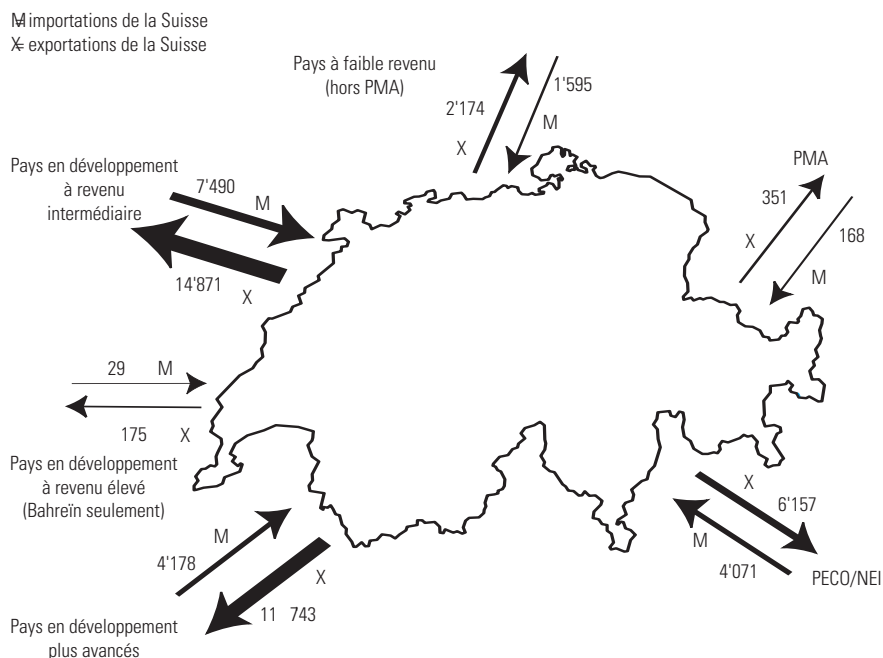 M= importations de la Suisse
X= exportations de la Suisse
Pays à faible revenu
(hors PMA)
2'174
X
1'595
M
Pays en développement
à revenu
intermédiaire
7'490
M
14'871
X
PMA
351
X
168
M
29 M
175 X
Pays en développement
à revenu élevé
(Bahreïn seulement)
M
4'178
X
11 743
Pays en développement
plus avancés
X
6'157
M
4'071
PECO/NEI